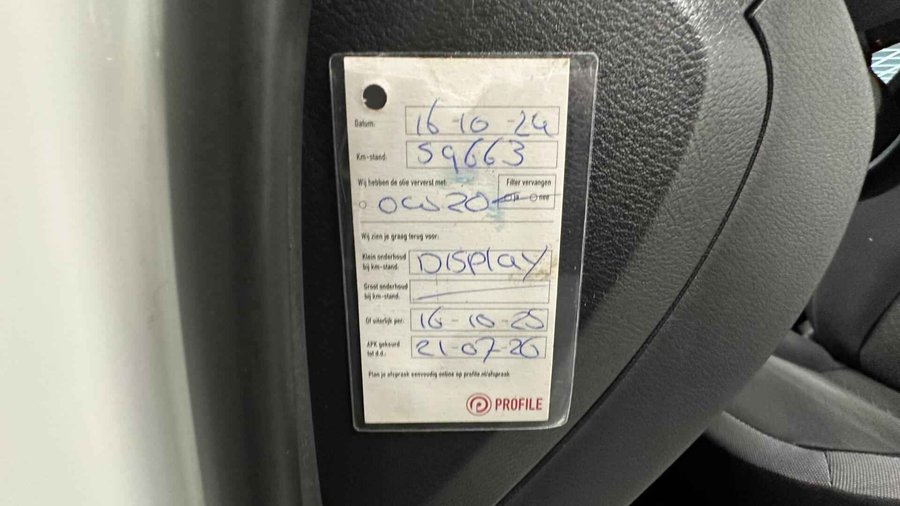 Datum: 16-10-24
Km-stand: 59663
Wij hebben de olie ververst met: Filter vervangen
0W20 ja nee
Wij zien je graag terug voor:
Klein onderhoud bij km-stand: DISPLAY
Groot onderhoud bij km-stand:
Of uiterlijk per: 16-10-25
APK gekeurd tot d.d.: 21-07-26
Plan je afspraak eenvoudig online op profile.nl/afspraak
PROFILE